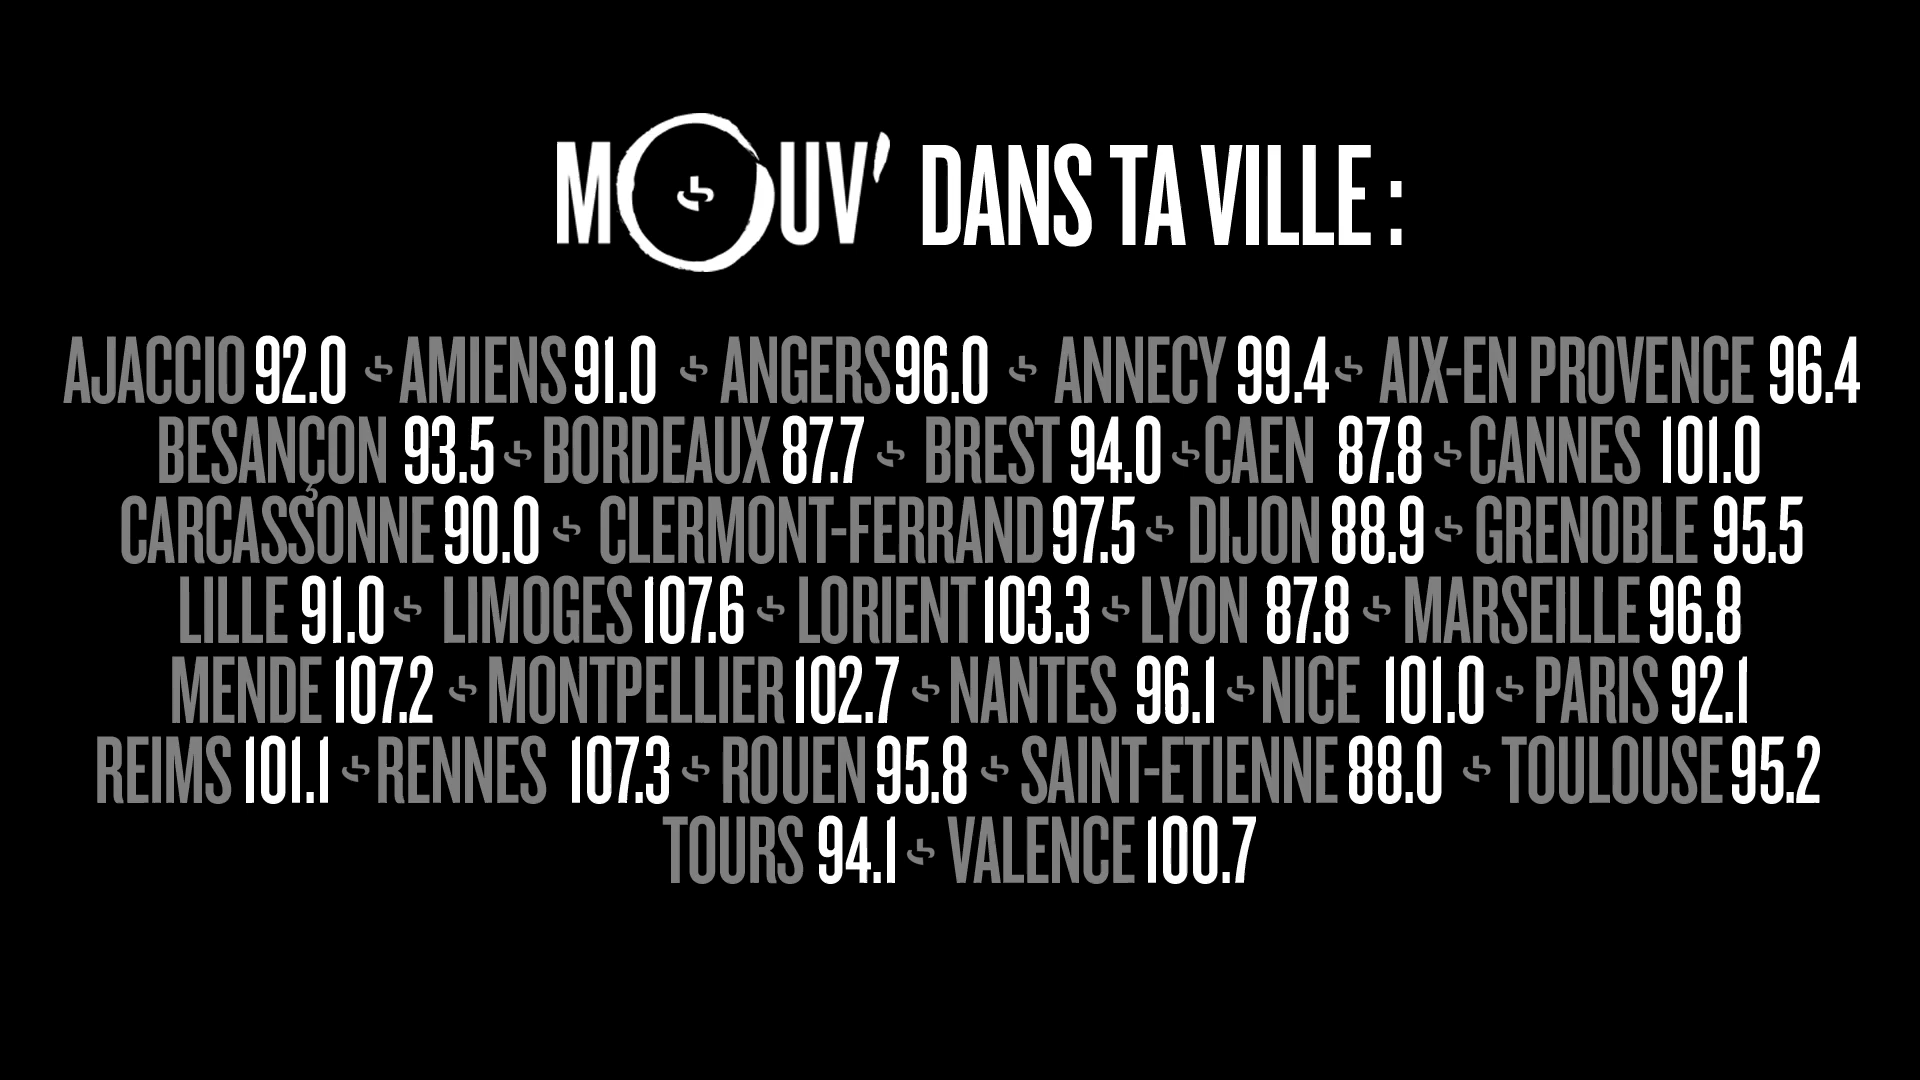 MOUV' DANS TA VILLE :
AJACCIO 92.0 AMIENS 91.0 ANGERS 96.0 ANNECY 99.4 AIX-EN PROVENCE 96.4
BESANÇON 93.5 BORDEAUX 87.7 BREST 94.0 CAEN 87.8 CANNES 101.0
CARCASSONNE 90.0 CLERMONT-FERRAND 97.5 DIJON 88.9 GRENOBLE 95.5
LILLE 91.0 LIMOGES 107.6 LORIENT 103.3 LYON 87.8 MARSEILLE 96.8
MENDE 107.2 MONTPELLIER 102.7 NANTES 96.1 NICE 101.0 PARIS 92.1
REIMS 101.1 RENNES 107.3 ROUEN 95.8 SAINT-ETIENNE 88.0 TOULOUSE 95.2
TOURS 94.1 VALENCE 100.7